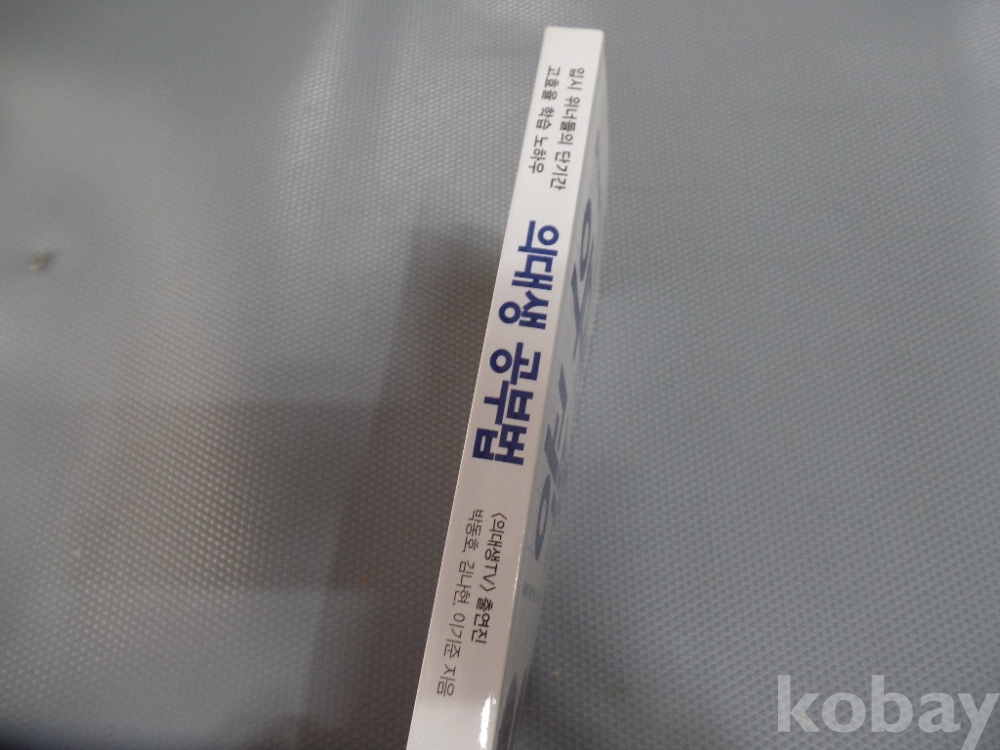 입시 위너들의 단기간
고효율 학습 노하우
의대생 공부법
<의대생TV> 출연진
박동호, 김나현, 이기준 지음
kobay